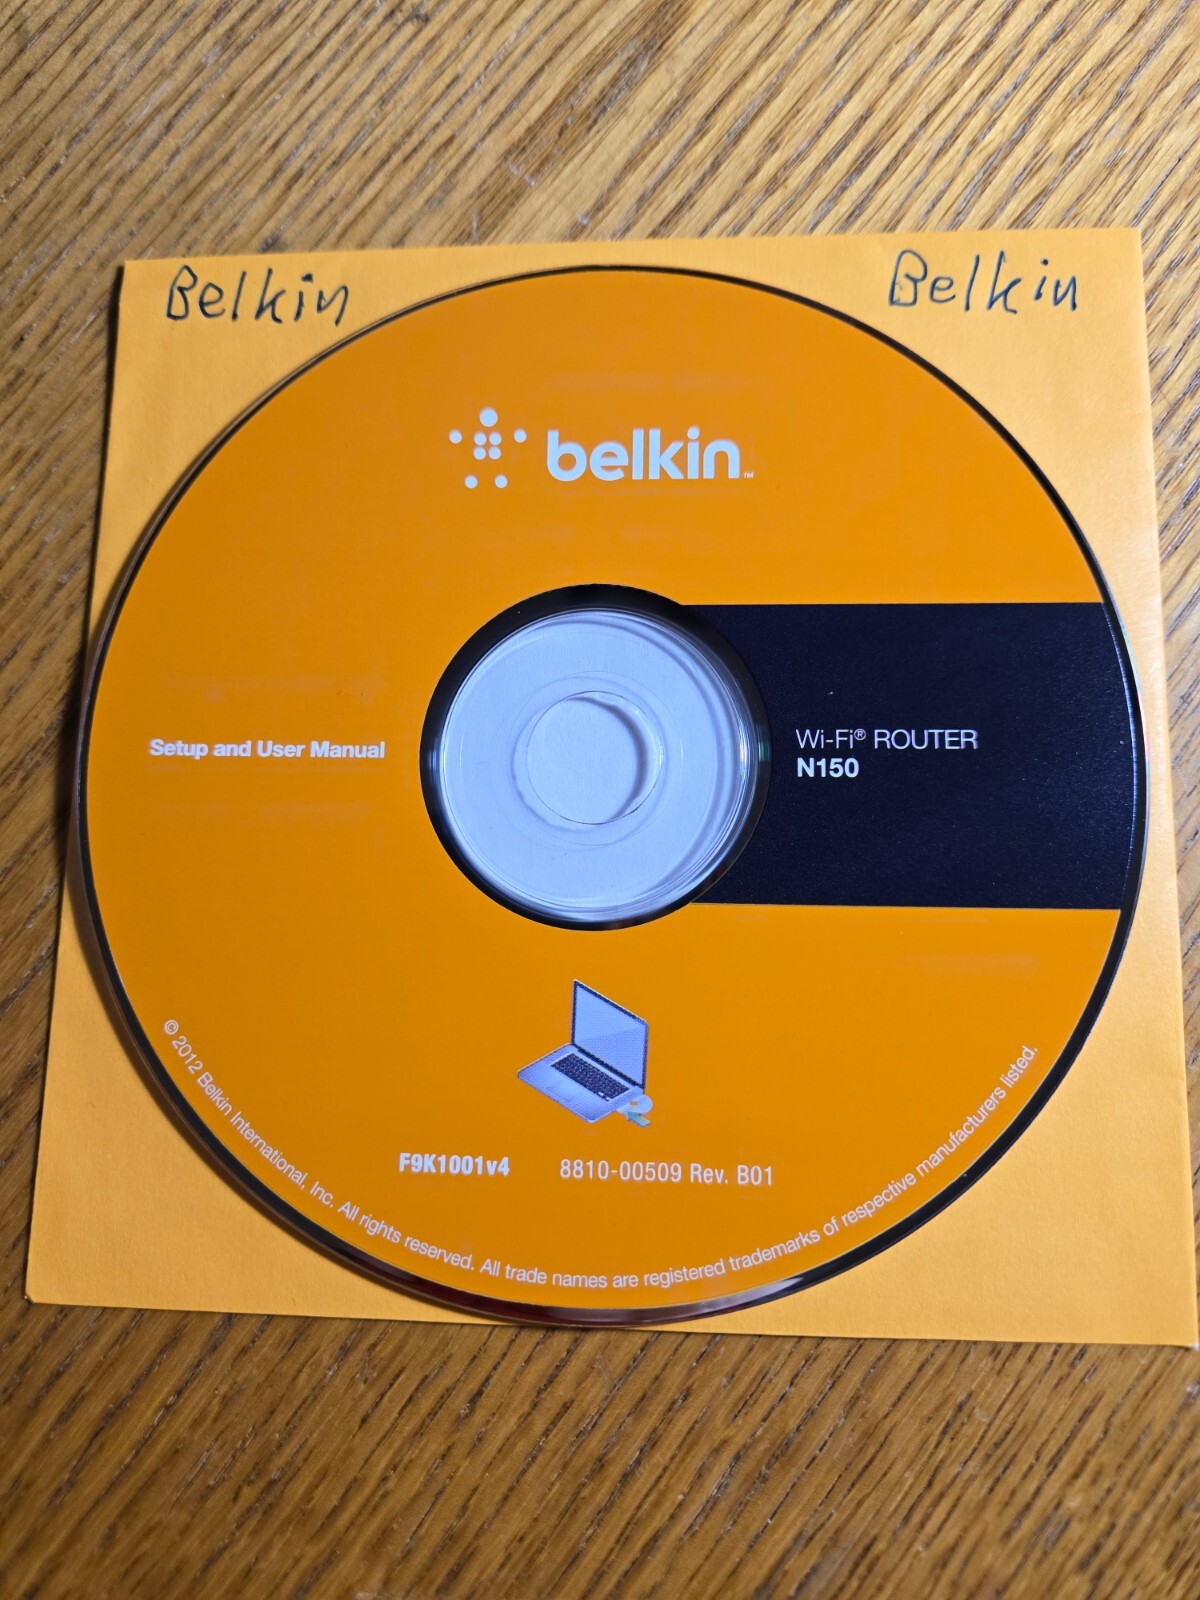 Belkin
Belkin
belkin™
Setup and User Manual
Wi-Fi® ROUTER
N150
F9K1001v4 8810-00509 Rev. B01
© 2012 Belkin International, Inc. All rights reserved. All trade names are registered trademarks of respective manufacturers listed.